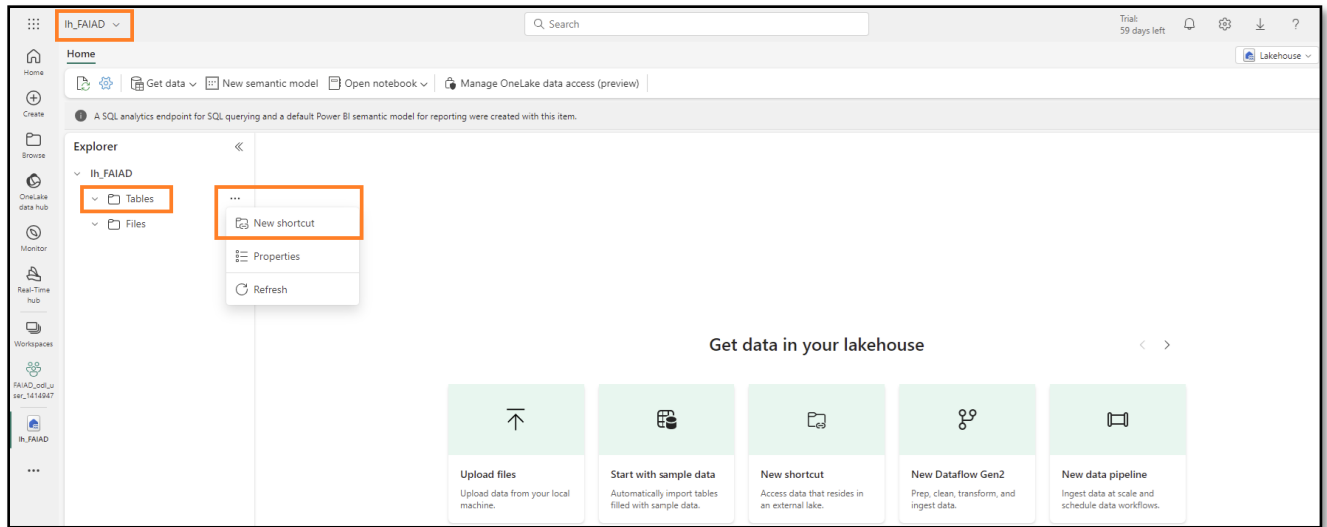 lh_FAIAD
Search
Trial:
59 days left
?
Home
Create
Browse
OneLake
data hub
Monitor
Real-Time
hub
Workspaces
FAIAD_odl_u
ser_1414947
lh_FAIAD
Home
Lakehouse
Get data
New semantic model
Open notebook
Manage OneLake data access (preview)
A SQL analytics endpoint for SQL querying and a default Power BI semantic model for reporting were created with this item.
Explorer
lh_FAIAD
Tables
...
Files
New shortcut
Properties
Refresh
Get data in your lakehouse
Upload files
Upload data from your local
machine.
Start with sample data
Automatically import tables
filled with sample data.
New shortcut
Access data that resides in
an external lake.
New Dataflow Gen2
Prep, clean, transform, and
ingest data.
New data pipeline
Ingest data at scale and
schedule data workflows.